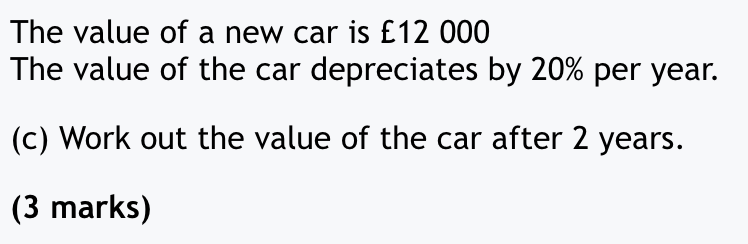 The value of a new car is £12 000
The value of the car depreciates by 20% per year.
(c) Work out the value of the car after 2 years.
(3 marks)